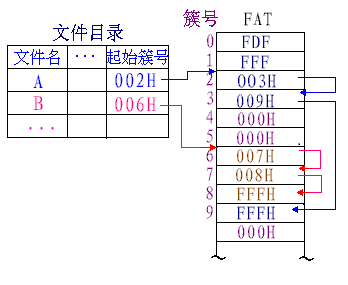 文件目录
文件名 ··· 起始簇号
A 002H
B 006H
···
簇号 FAT
0 FDF
1 FFF
2 003H
3 009H
4 000H
5 000H
6 007H
7 008H
8 FFFH
9 FFFH
000H